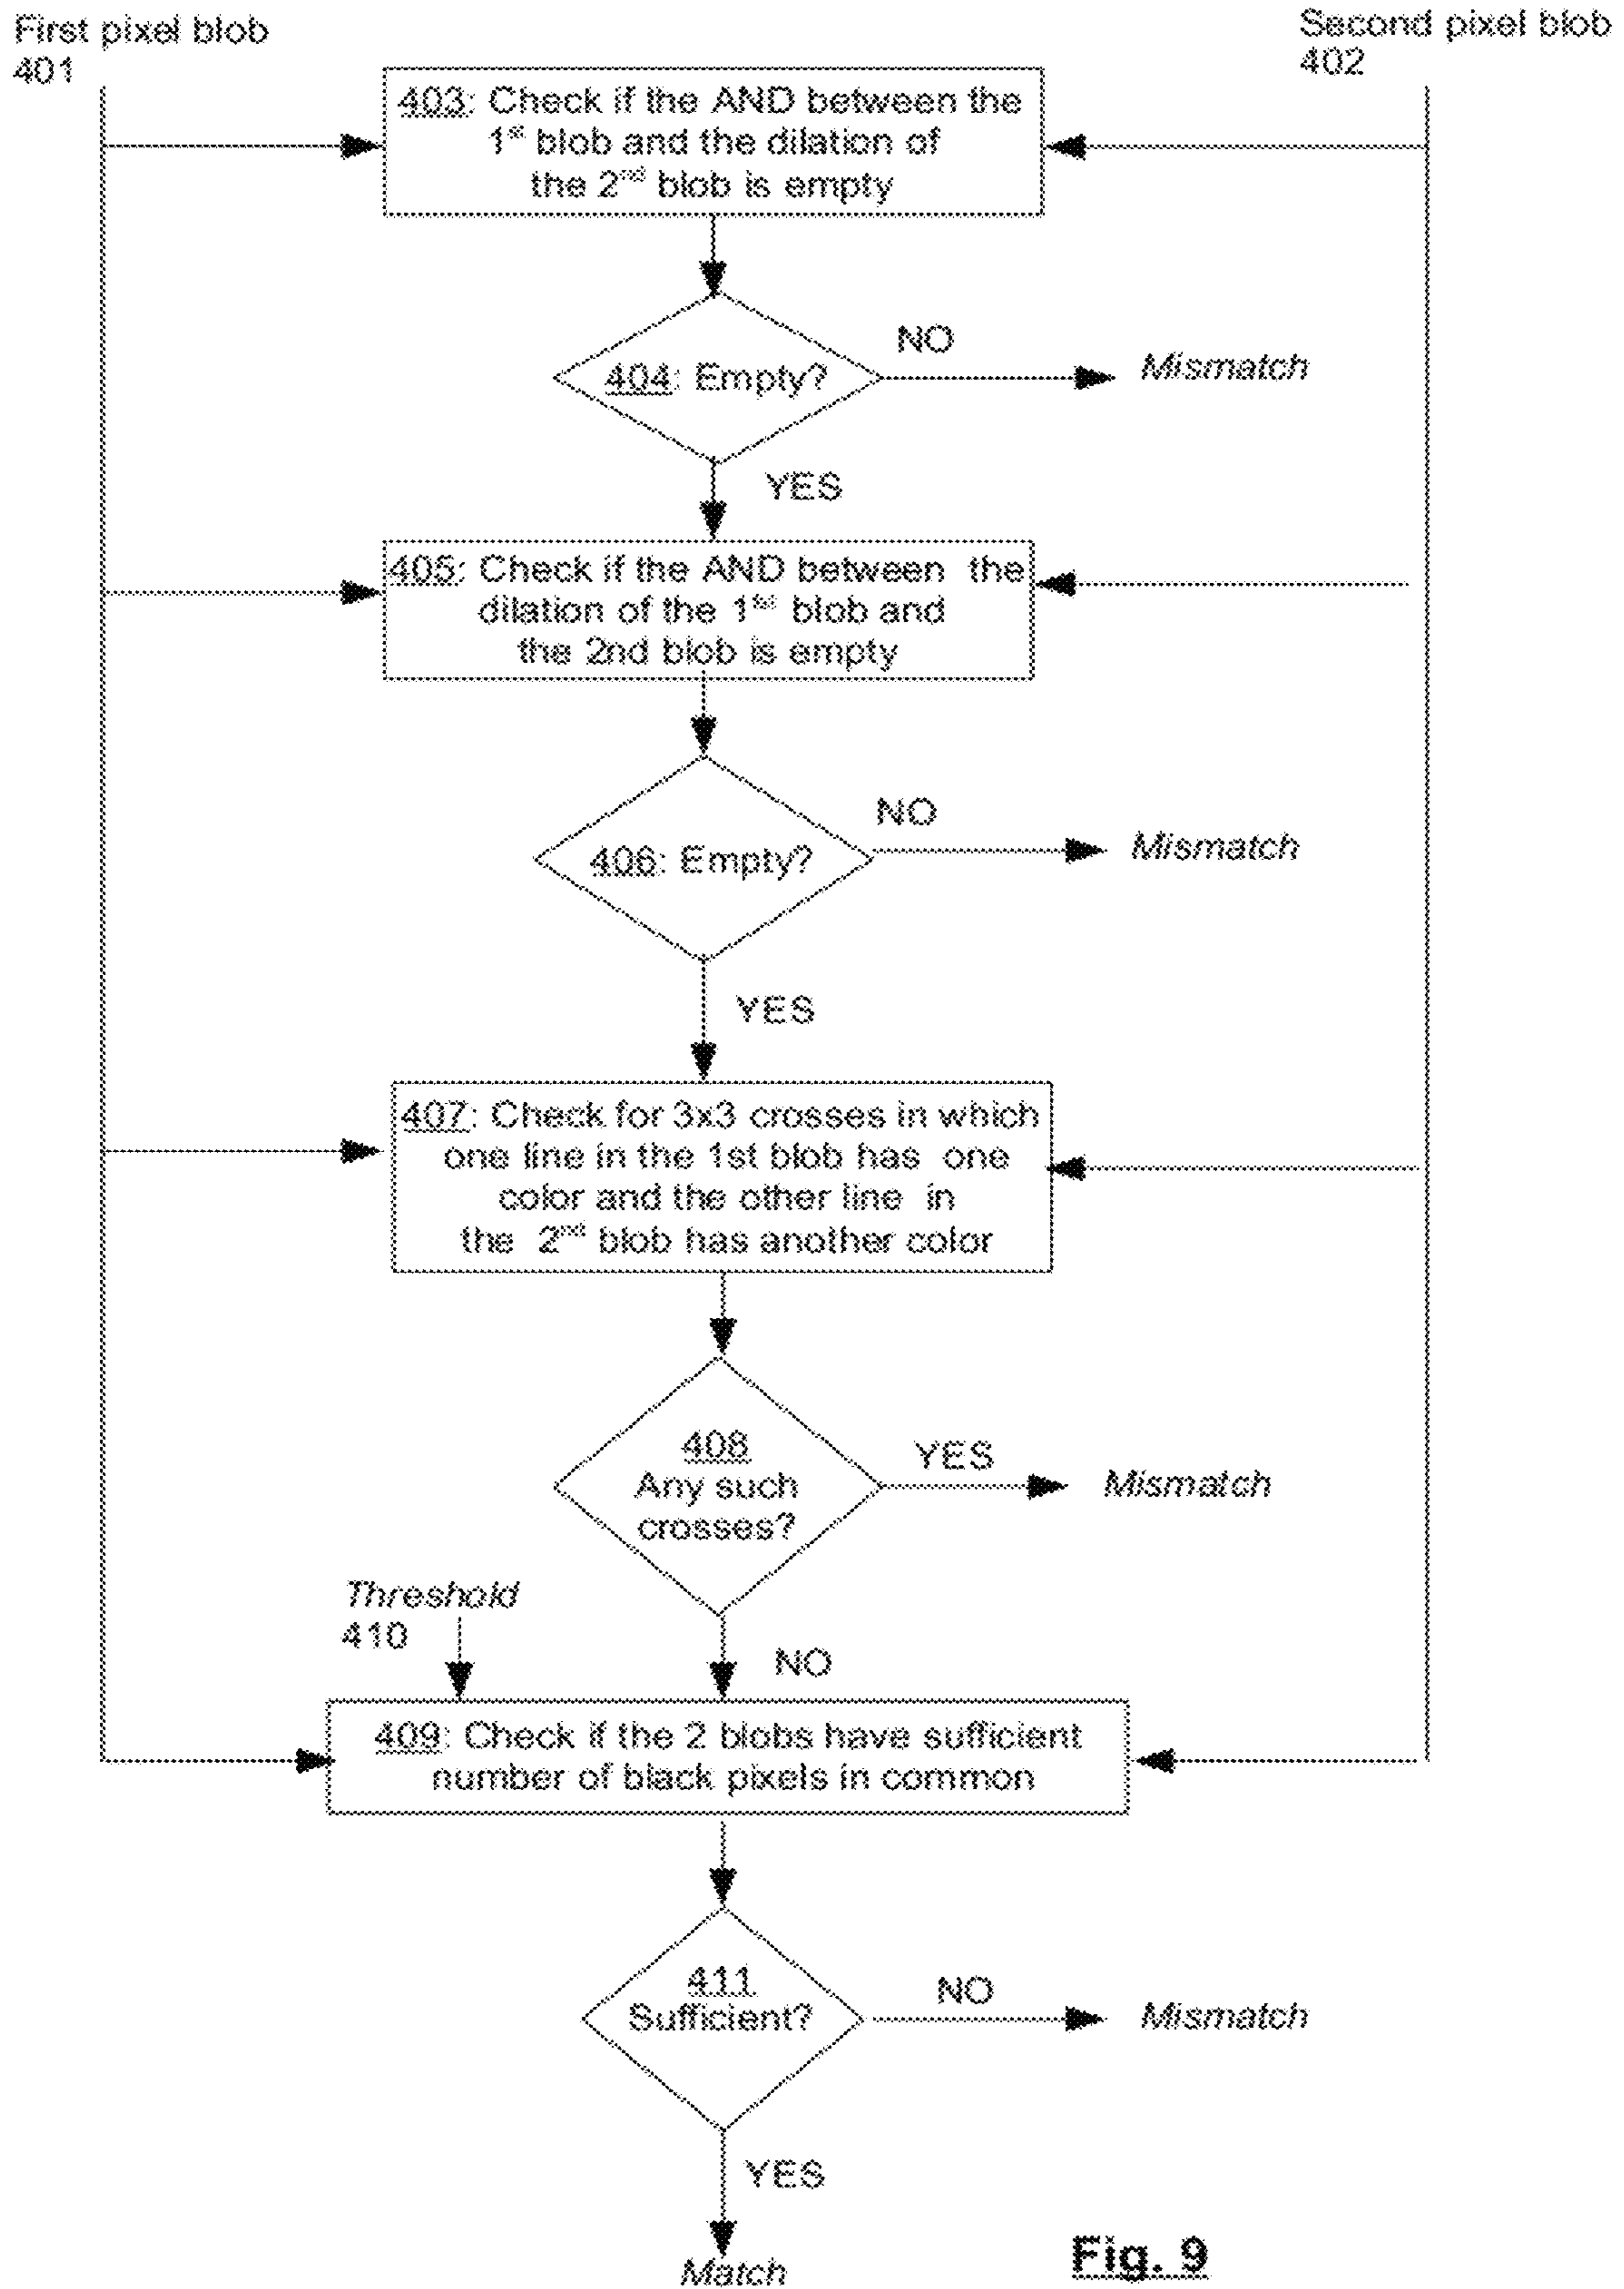 First pixel blob
401
Second pixel blob
402
403: Check if the AND between the
1st blob and the dilation of
the 2nd blob is empty
NO
Mismatch
404: Empty?
YES
405: Check if the AND between the
dilation of the 1st blob and
the 2nd blob is empty
NO
Mismatch
406: Empty?
YES
407: Check for 3x3 crosses in which
one line in the 1st blob has one
color and the other line in
the 2nd blob has another color
408
Any such
crosses?
YES
Mismatch
Threshold
410
NO
409: Check if the 2 blobs have sufficient
number of black pixels in common
411
Sufficient?
NO
Mismatch
YES
Match
Fig. 9